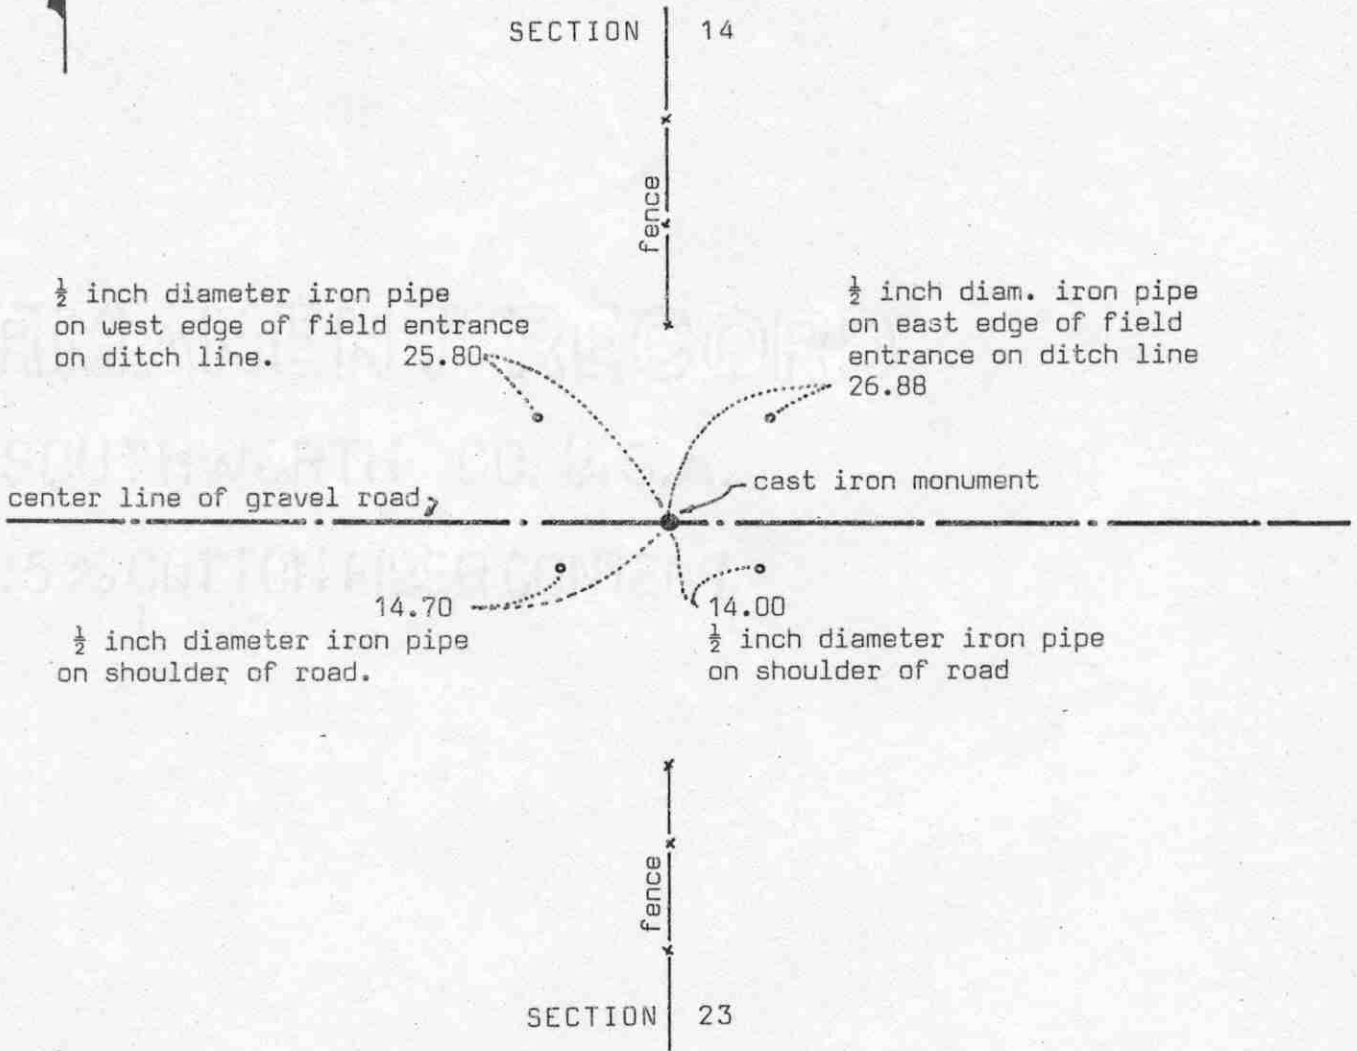 SECTION 14
fence
½ inch diameter iron pipe
on west edge of field entrance
on ditch line. 25.80
½ inch diam. iron pipe
on east edge of field
entrance on ditch line
26.88
cast iron monument
center line of gravel road
14.70
½ inch diameter iron pipe
on shoulder of road.
14.00
½ inch diameter iron pipe
on shoulder of road
fence
SECTION 23